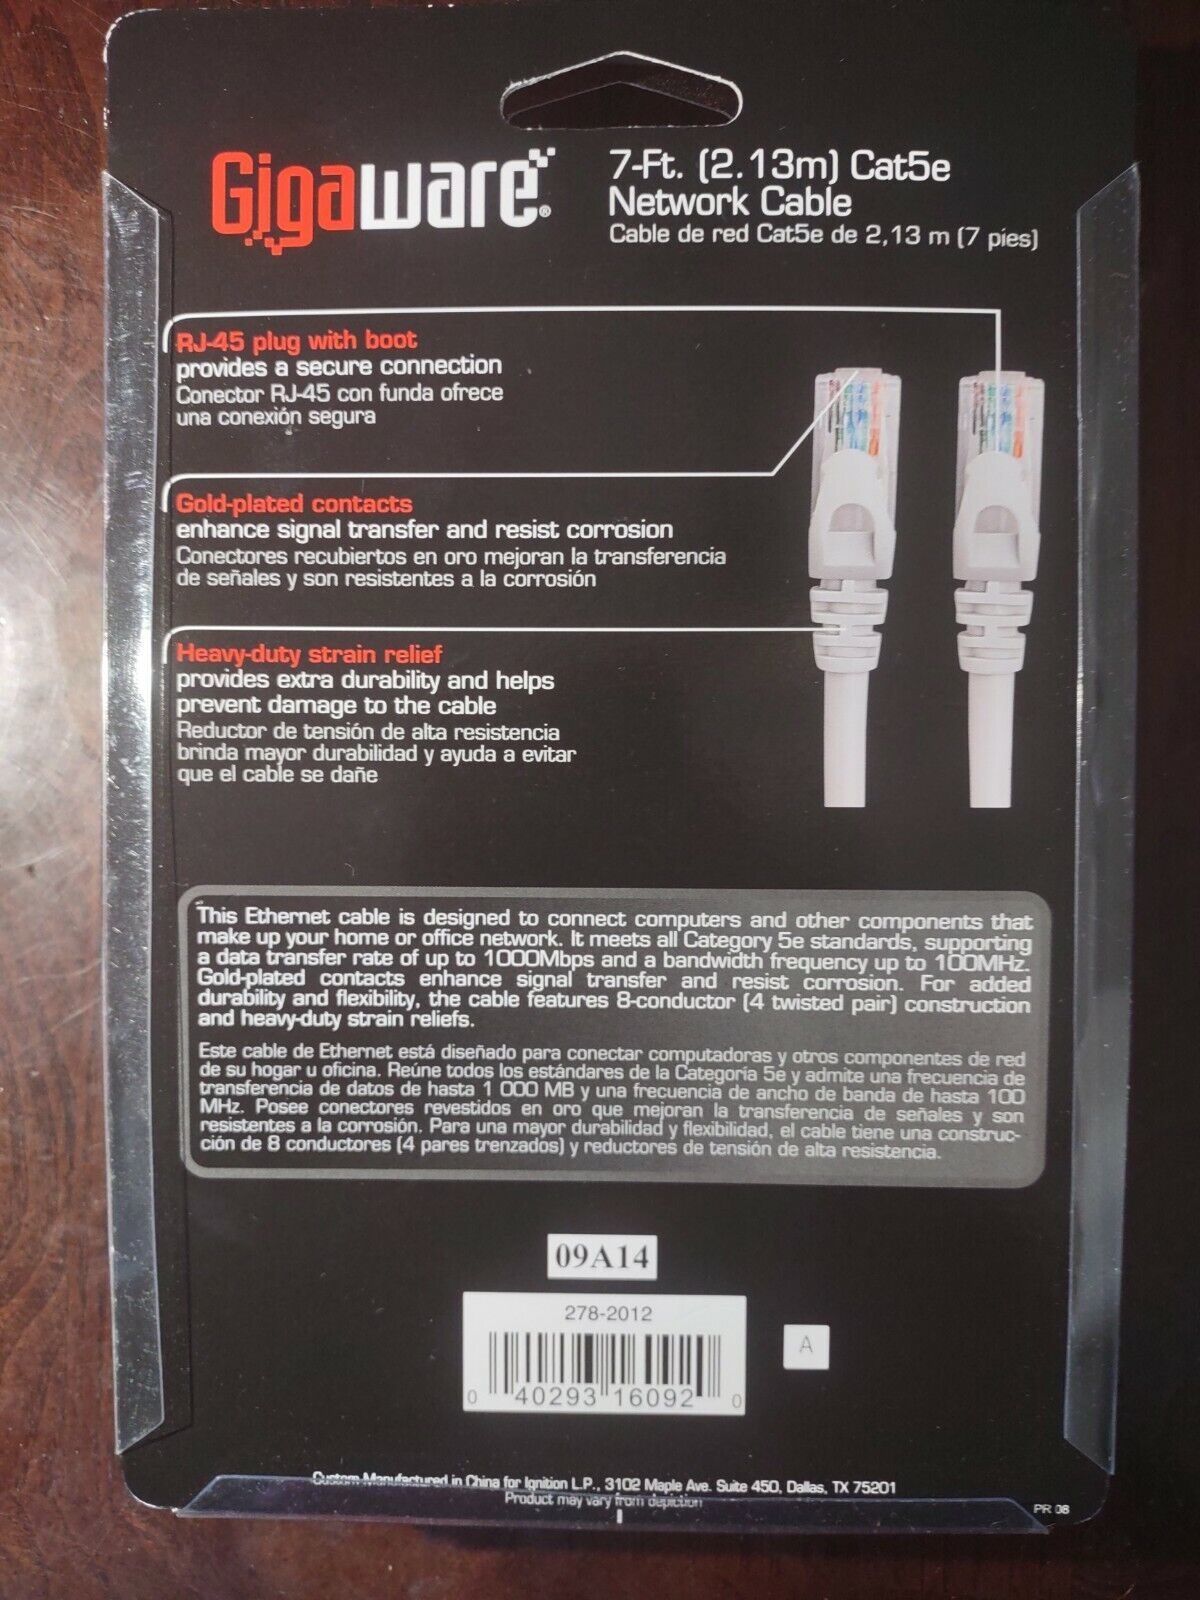 Gigaware®
7-Ft. (2.13m) Cat5e
Network Cable
Cable de red Cat5e de 2,13 m (7 pies)
RJ-45 plug with boot
provides a secure connection
Conector RJ-45 con funda ofrece
una conexión segura
Gold-plated contacts
enhance signal transfer and resist corrosion
Conectores recubiertos en oro mejoran la transferencia
de señales y son resistentes a la corrosión
Heavy-duty strain relief
provides extra durability and helps
prevent damage to the cable
Reductor de tensión de alta resistencia
brinda mayor durabilidad y ayuda a evitar
que el cable se dañe
This Ethernet cable is designed to connect computers and other components that
make up your home or office network. It meets all Category 5e standards, supporting
a data transfer rate of up to 1000Mbps and a bandwidth frequency up to 100MHz.
Gold-plated contacts enhance signal transfer and resist corrosion. For added
durability and flexibility, the cable features 8-conductor (4 twisted pair) construction
and heavy-duty strain reliefs.
Este cable de Ethernet está diseñado para conectar computadoras y otros componentes de red
de su hogar u oficina. Reúne todos los estándares de la Categoría 5e y admite una frecuencia de
transferencia de datos de hasta 1 000 MB y una frecuencia de ancho de banda de hasta 100
MHz. Posee conectores revestidos en oro que mejoran la transferencia de señales y son
resistentes a la corrosión. Para una mayor durabilidad y flexibilidad, el cable tiene una construc-
ción de 8 conductores (4 pares trenzados) y reductores de tensión de alta resistencia.
09A14
278-2012
A
0 40293 16092 0
Custom Manufactured in China for Ignition L.P., 3102 Maple Ave. Suite 450, Dallas, TX 75201
Product may vary from depiction
PR 08